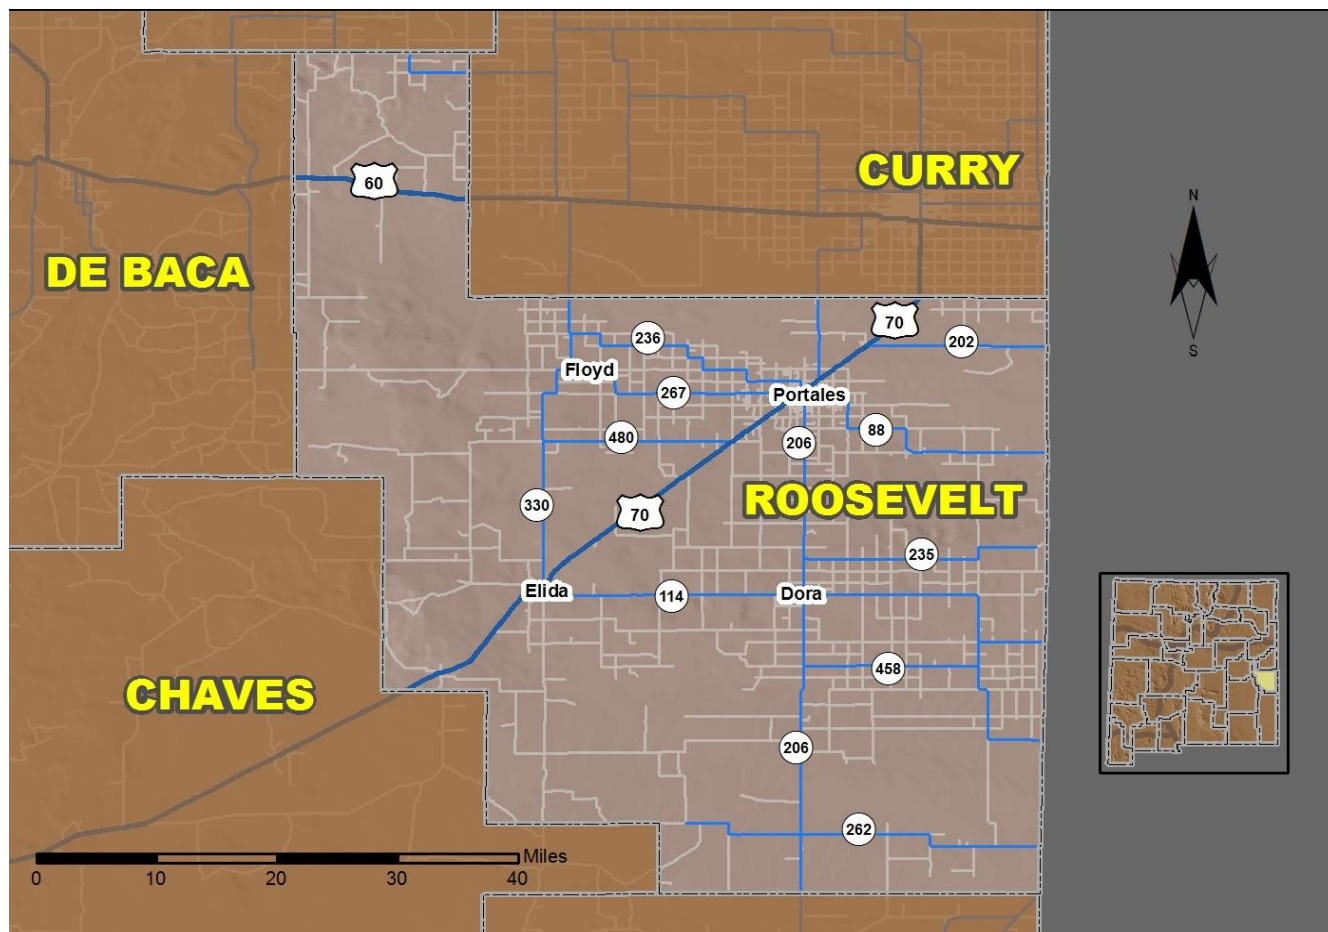 CURRY
60
N
DE BACA
70
236
202
S
Floyd
267
Portales
480
206
88
330
70
ROOSEVELT
235
Elida
114
Dora
458
CHAVES
206
262
Miles
0 10 20 30 40